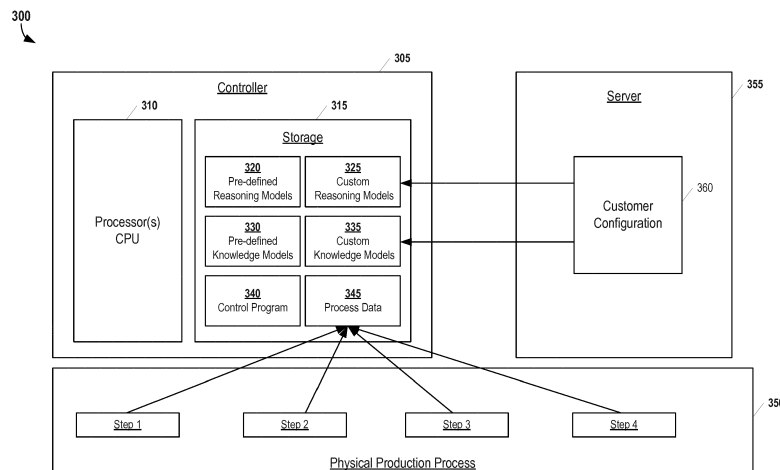 300
305
355
Controller
Server
310
315
Storage
320
Pre-defined
Reasoning Models
325
Custom
Reasoning Models
360
Customer
Configuration
Processor(s)
CPU
330
Pre-defined
Knowledge Models
335
Custom
Knowledge Models
340
Control Program
345
Process Data
350
Step 1
Step 2
Step 3
Step 4
Physical Production Process